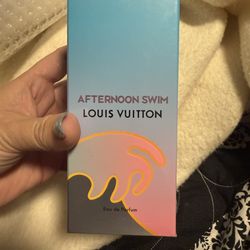 AFTERNOON SWIM
LOUIS VUITTON
Eau de Parfum